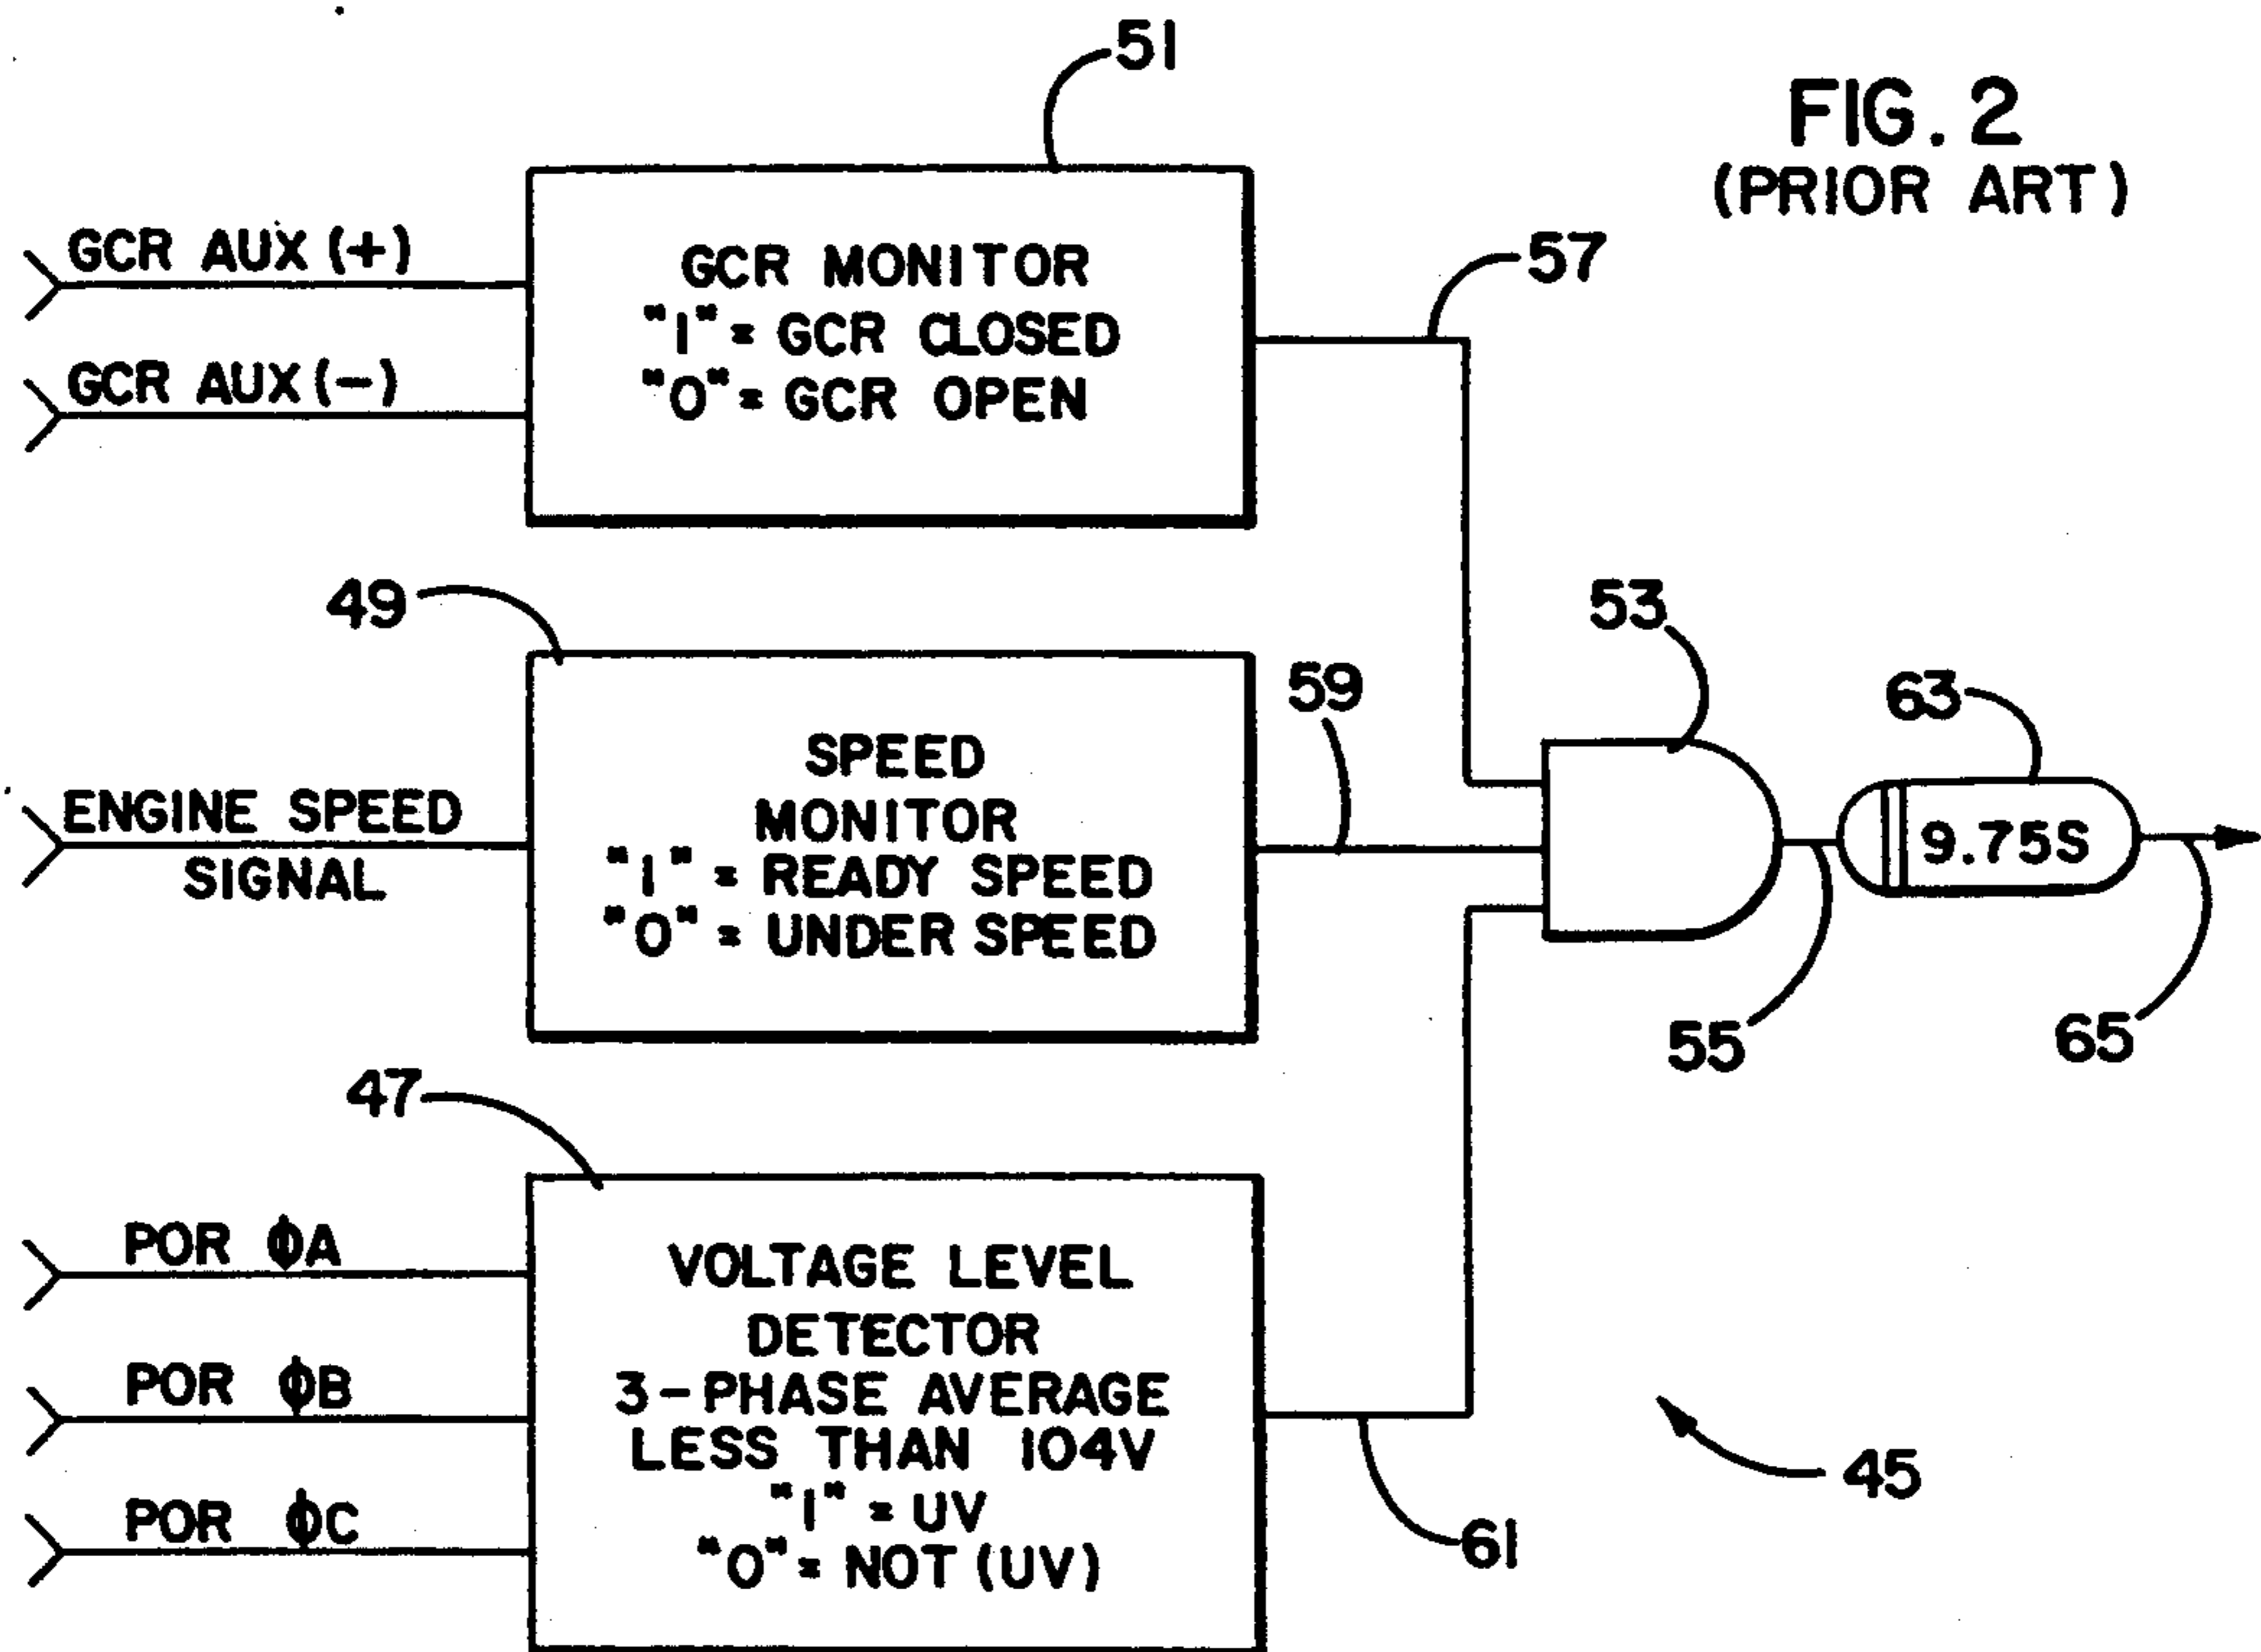 51
FIG. 2
(PRIOR ART)
GCR AUX (+)
GCR AUX (-)
GCR MONITOR
"1" = GCR CLOSED
"0" = GCR OPEN
57
49
ENGINE SPEED
SIGNAL
SPEED
MONITOR
"1" = READY SPEED
"0" = UNDER SPEED
59
53
63
9.75S
55
65
47
POR ΦA
POR ΦB
POR ΦC
VOLTAGE LEVEL
DETECTOR
3-PHASE AVERAGE
LESS THAN 104V
"1" = UV
"0" = NOT (UV)
61
45